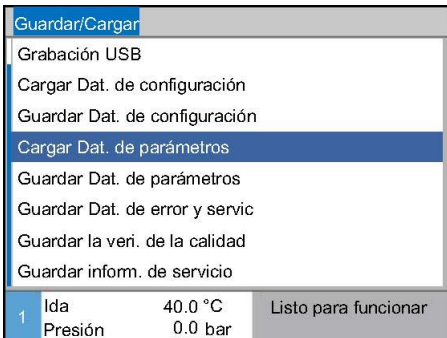 Guardar/Cargar
Grabación USB
Cargar Dat. de configuración
Guardar Dat. de configuración
Cargar Dat. de parámetros
Guardar Dat. de parámetros
Guardar Dat. de error y servic
Guardar la veri. de la calidad
Guardar inform. de servicio
1 Ida 40.0 °C Listo para funcionar
Presión 0.0 bar